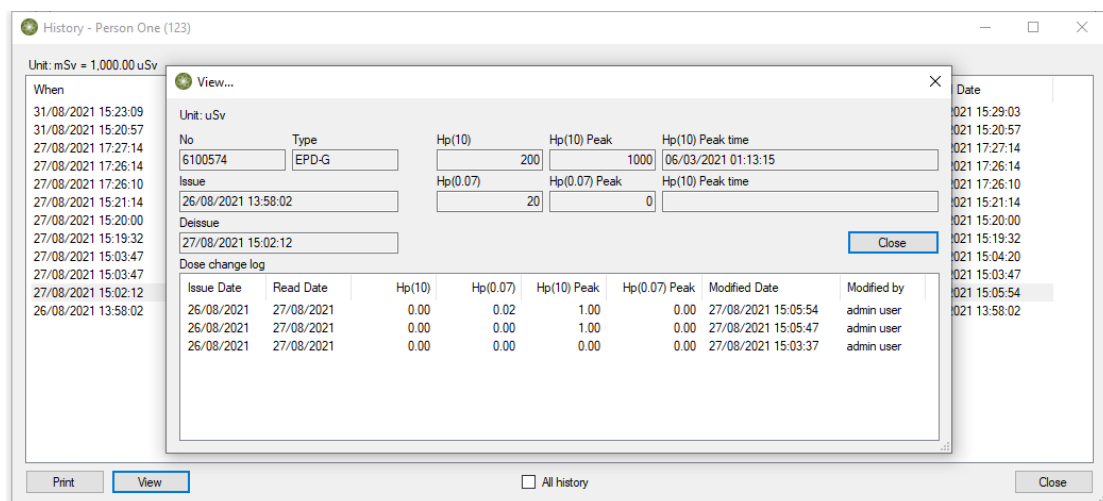 History - Person One (123)
Unit: mSv = 1,000.00 uSv
When
31/08/2021 15:23:09
31/08/2021 15:20:57
27/08/2021 17:27:14
27/08/2021 17:26:14
27/08/2021 17:26:10
27/08/2021 15:21:14
27/08/2021 15:20:00
27/08/2021 15:19:32
27/08/2021 15:03:47
27/08/2021 15:03:47
27/08/2021 15:02:12
26/08/2021 13:58:02
View...
Unit: uSv
No Type Hp(10) Hp(10) Peak Hp(10) Peak time
6100574 EPD-G 200 1000 06/03/2021 01:13:15
Issue Hp(0.07) Hp(0.07) Peak Hp(10) Peak time
26/08/2021 13:58:02 20 0
Deissue
27/08/2021 15:02:12 Close
Dose change log
Issue Date Read Date Hp(10) Hp(0.07) Hp(10) Peak Hp(0.07) Peak Modified Date Modified by
26/08/2021 27/08/2021 0.00 0.02 1.00 0.00 27/08/2021 15:05:54 admin user
26/08/2021 27/08/2021 0.00 0.00 1.00 0.00 27/08/2021 15:05:47 admin user
26/08/2021 27/08/2021 0.00 0.00 0.00 0.00 27/08/2021 15:03:37 admin user
Date
2021 15:29:03
2021 15:20:57
2021 17:27:14
2021 17:26:14
2021 17:26:10
2021 15:21:14
2021 15:20:00
2021 15:19:32
2021 15:04:20
2021 15:03:47
2021 15:05:54
2021 13:58:02
Print View All history Close